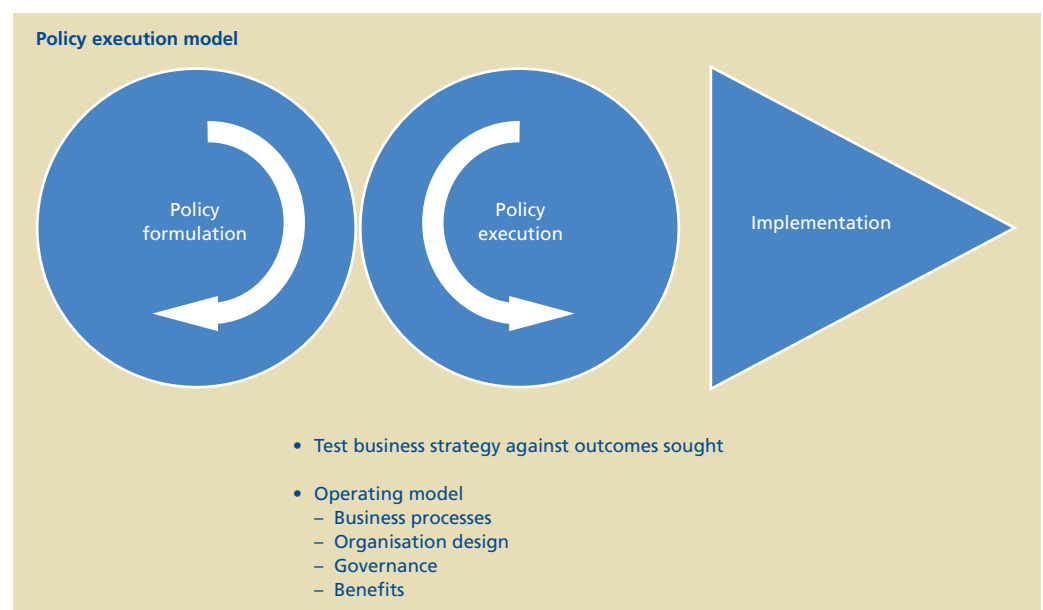 Policy execution model
Policy
formulation
Policy
execution
Implementation
• Test business strategy against outcomes sought
• Operating model
– Business processes
– Organisation design
– Governance
– Benefits